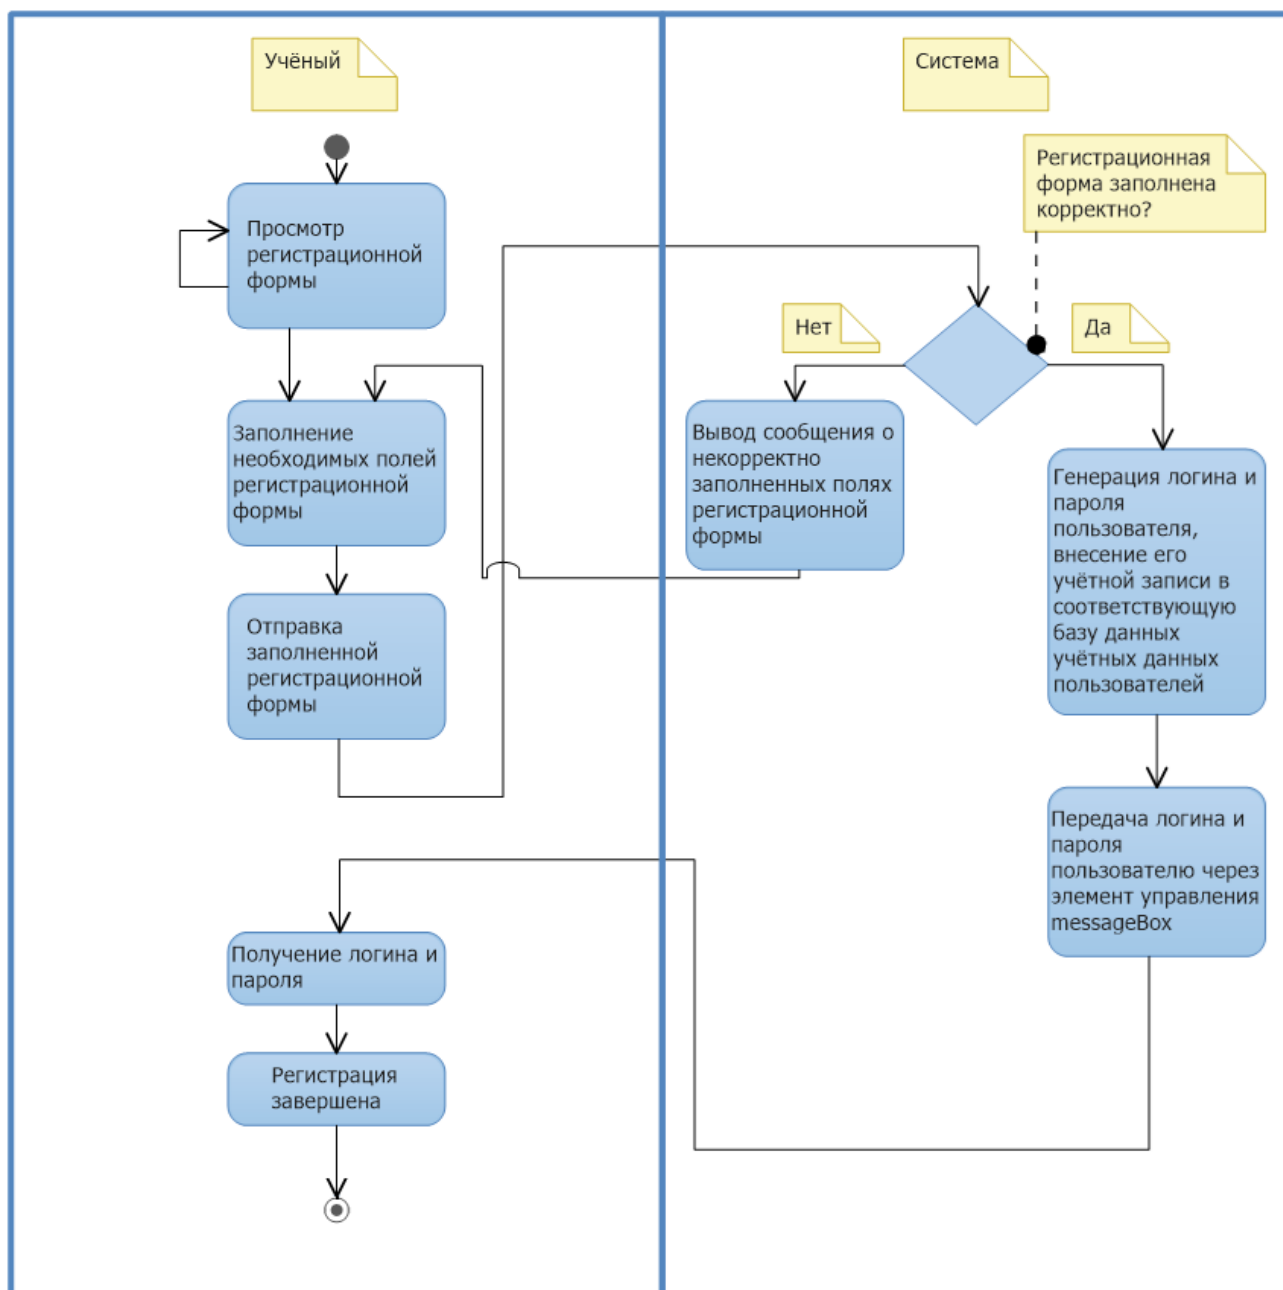 Учёный
Система
Регистрационная
форма заполнена
корректно?
Просмотр
регистрационной
формы
Нет
Да
Заполнение
необходимых полей
регистрационной
формы
Вывод сообщения о
некорректно
заполненных полях
регистрационной
формы
Генерация логина и
пароля
пользователя,
внесение его
учётной записи в
соответствующую
базу данных
учётных данных
пользователей
Отправка
заполненной
регистрационной
формы
Передача логина и
пароля
пользователю через
элемент управления
messageBox
Получение логина и
пароля
Регистрация
завершена